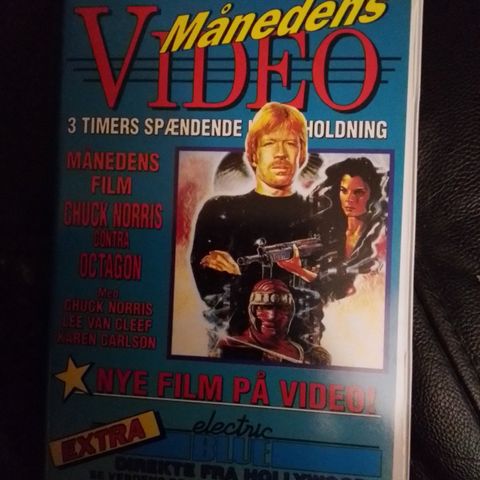 Månedens
VIDEO
3 TIMERS SPÆNDENDE HOLDNING
MÅNEDENS
FILM
CHUCK NORRIS
CONTRA
OCTAGON
Med
CHUCK NORRIS
LEE VAN CLEEF
KAREN CARLSON
NYE FILM PÅ VIDEO!
EXTRA
electric
BLUE
DIREKTE FRA HOLLYWOOD